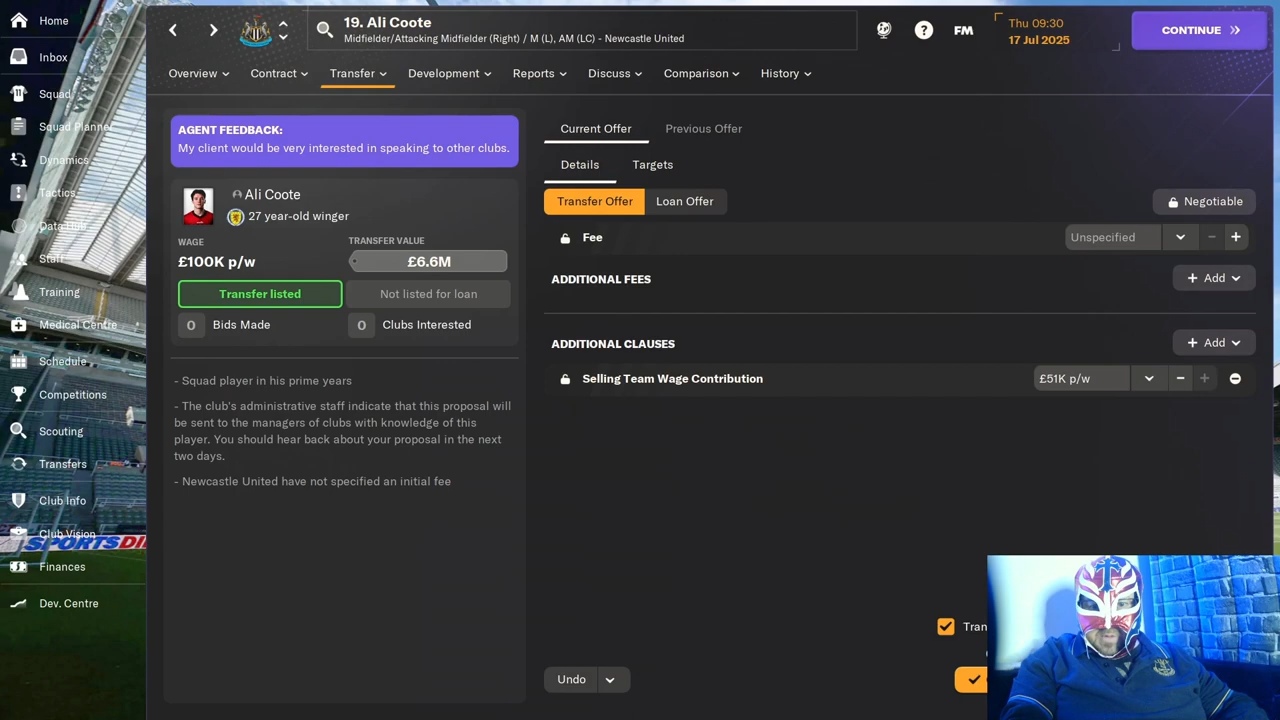 Home
Inbox
Squad
Squad Planner
Dynamics
Tactics
Staff
Training
Medical Centre
Schedule
Competitions
Scouting
Transfers
Club Info
Club Vision
Finances
Dev. Centre
SPORTS DI
19. Ali Coote
Midfielder/Attacking Midfielder (Right) / M (L), AM (LC) - Newcastle United
FM
Thu 09:30
17 Jul 2025
CONTINUE
Overview
Contract
Transfer
Development
Reports
Discuss
Comparison
History
AGENT FEEDBACK:
My client would be very interested in speaking to other clubs.
Ali Coote
27 year-old winger
WAGE
£100K p/w
TRANSFER VALUE
£6.6M
Transfer listed
Not listed for loan
0 Bids Made
0 Clubs Interested
- Squad player in his prime years
- The club's administrative staff indicate that this proposal will
be sent to the managers of clubs with knowledge of this
player. You should hear back about your proposal in the next
two days.
- Newcastle United have not specified an initial fee
Current Offer
Previous Offer
Details
Targets
Transfer Offer
Loan Offer
Negotiable
Fee
Unspecified
ADDITIONAL FEES
Add
ADDITIONAL CLAUSES
Add
Selling Team Wage Contribution
£51K p/w
Tran
Undo